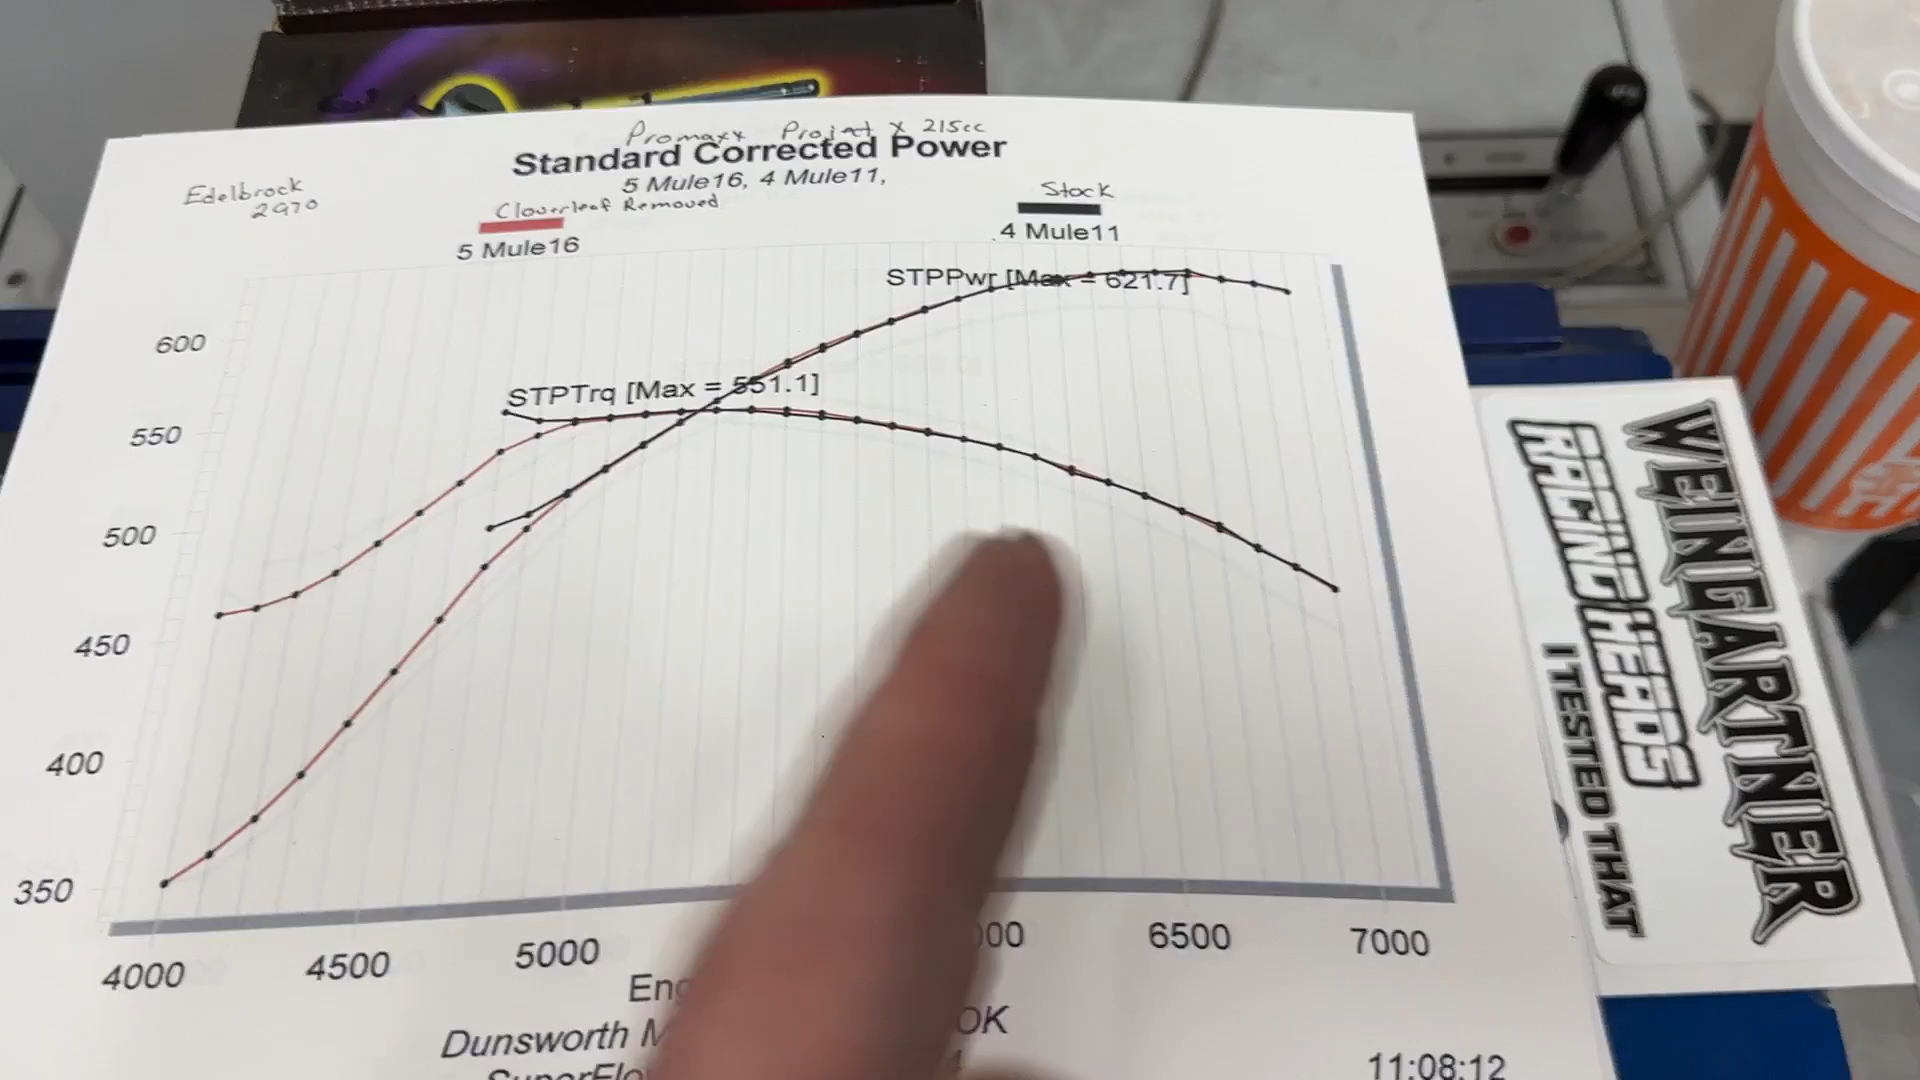 Promaxx Project X 215cc
Standard Corrected Power
5 Mule16, 4 Mule11,
Edelbrock
2970
Cloverleaf Removed
Stock
5 Mule16
4 Mule11
STPPwr [Max = 621.7]
STPTrq [Max = 551.1]
600
550
500
450
400
350
4000
4500
5000
6500
7000
Dunsworth
OK
11:08:12
WEINGARTNER
RACING HEADS
I TESTED THAT